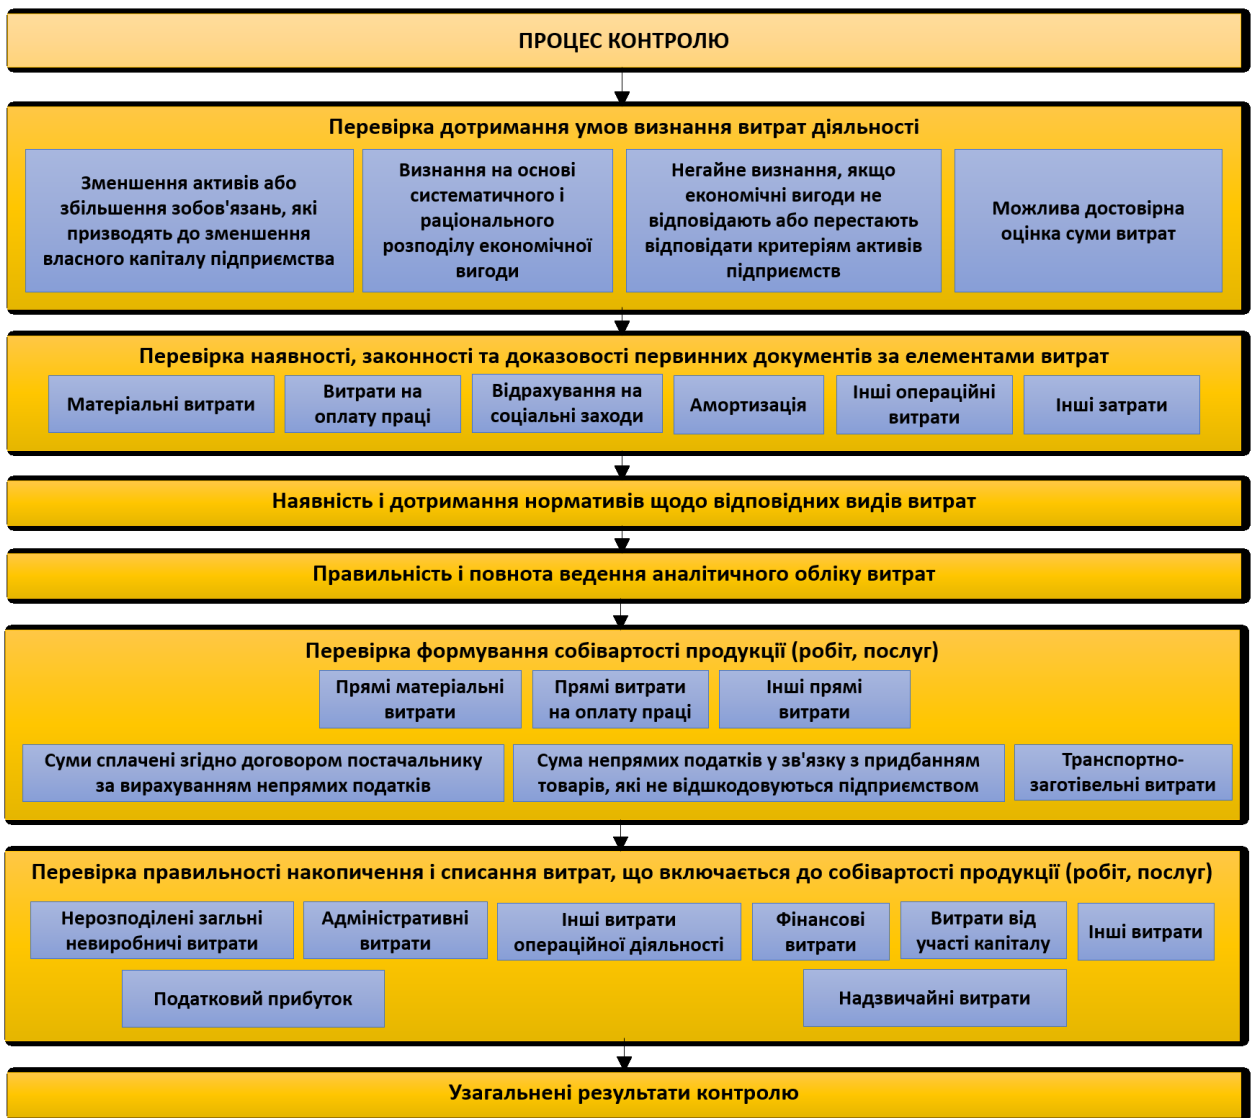 ПРОЦЕС КОНТРОЛЮ
Перевірка дотримання умов визнання витрат діяльності
Зменшення активів або
збільшення зобов'язань, які
призводять до зменшення
власного капіталу підприємства
Визнання на основі
систематичного і
раціонального
розподілу економічної
вигоди
Негайне визнання, якщо
економічні вигоди не
відповідають або перестають
відповідати критеріям активів
підприємств
Можлива достовірна
оцінка суми витрат
Перевірка наявності, законності та доказовості первинних документів за елементами витрат
Матеріальні витрати
Витрати на
оплату праці
Відрахування на
соціальні заходи
Амортизація
Інші операційні
витрати
Інші затрати
Наявність і дотримання нормативів щодо відповідних видів витрат
Правильність і повнота ведення аналітичного обліку витрат
Перевірка формування собівартості продукції (робіт, послуг)
Прямі матеріальні
витрати
Прямі витрати
на оплату праці
Інші прямі
витрати
Суми сплачені згідно договором постачальнику
за вирахуванням непрямих податків
Сума непрямих податків у зв'язку з придбанням
товарів, які не відшкодовуються підприємством
Транспортно-
заготівельні витрати
Перевірка правильності накопичення і списання витрат, що включається до собівартості продукції (робіт, послуг)
Нерозподілені загльні
невиробничі витрати
Адміністративні
витрати
Інші витрати
операційної діяльності
Фінансові
витрати
Витрати від
участі капіталу
Інші витрати
Податковий прибуток
Надзвичайні витрати
Узагальнені результати контролю